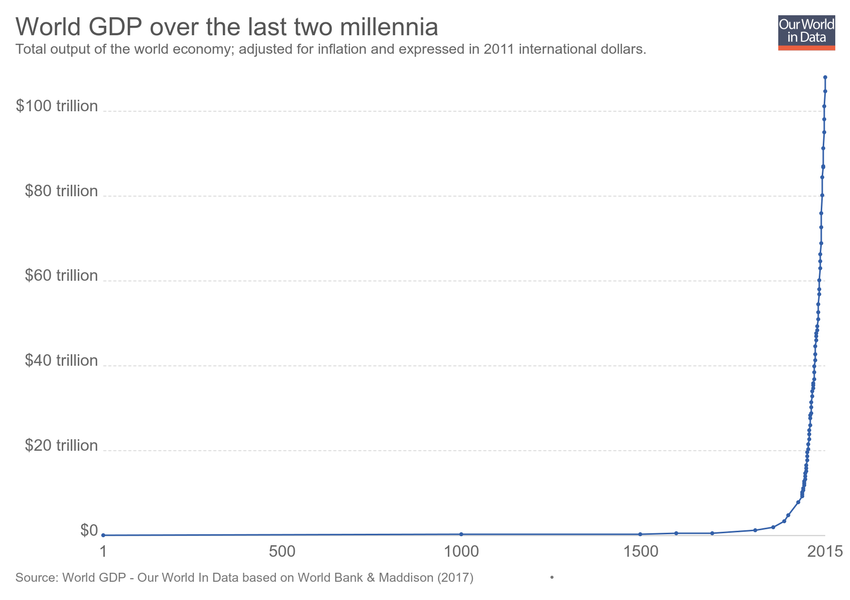 World GDP over the last two millennia
Total output of the world economy; adjusted for inflation and expressed in 2011 international dollars.
Our World
in Data
$100 trillion
$80 trillion
$60 trillion
$40 trillion
$20 trillion
$0
1 500 1000 1500 2015
Source: World GDP - Our World In Data based on World Bank & Maddison (2017) •